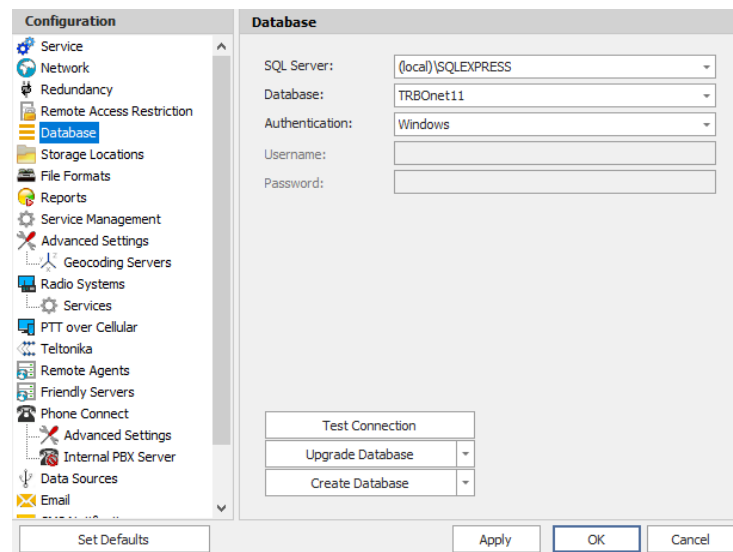 Configuration
Service
Network
Redundancy
Remote Access Restriction
Database
Storage Locations
File Formats
Reports
Service Management
Advanced Settings
Geocoding Servers
Radio Systems
Services
PTT over Cellular
Teltonika
Remote Agents
Friendly Servers
Phone Connect
Advanced Settings
Internal PBX Server
Data Sources
Email
Set Defaults
Database
SQL Server: (local)\SQLEXPRESS
Database: TRBOnet11
Authentication: Windows
Username:
Password:
Test Connection
Upgrade Database
Create Database
Apply OK Cancel